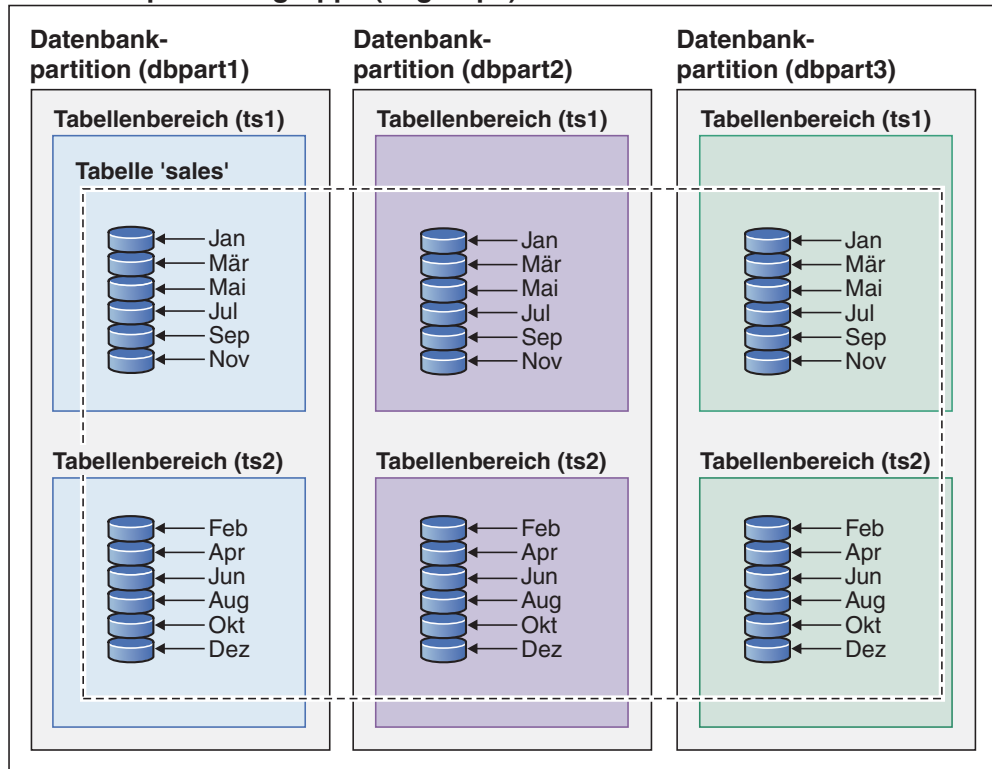 Datenbank-
partition (dbpart1)
Tabellenbereich (ts1)
Tabelle 'sales'
Jan
Mär
Mai
Jul
Sep
Nov
Tabellenbereich (ts2)
Feb
Apr
Jun
Aug
Okt
Dez
Datenbank-
partition (dbpart2)
Tabellenbereich (ts1)
Jan
Mär
Mai
Jul
Sep
Nov
Tabellenbereich (ts2)
Feb
Apr
Jun
Aug
Okt
Dez
Datenbank-
partition (dbpart3)
Tabellenbereich (ts1)
Jan
Mär
Mai
Jul
Sep
Nov
Tabellenbereich (ts2)
Feb
Apr
Jun
Aug
Okt
Dez